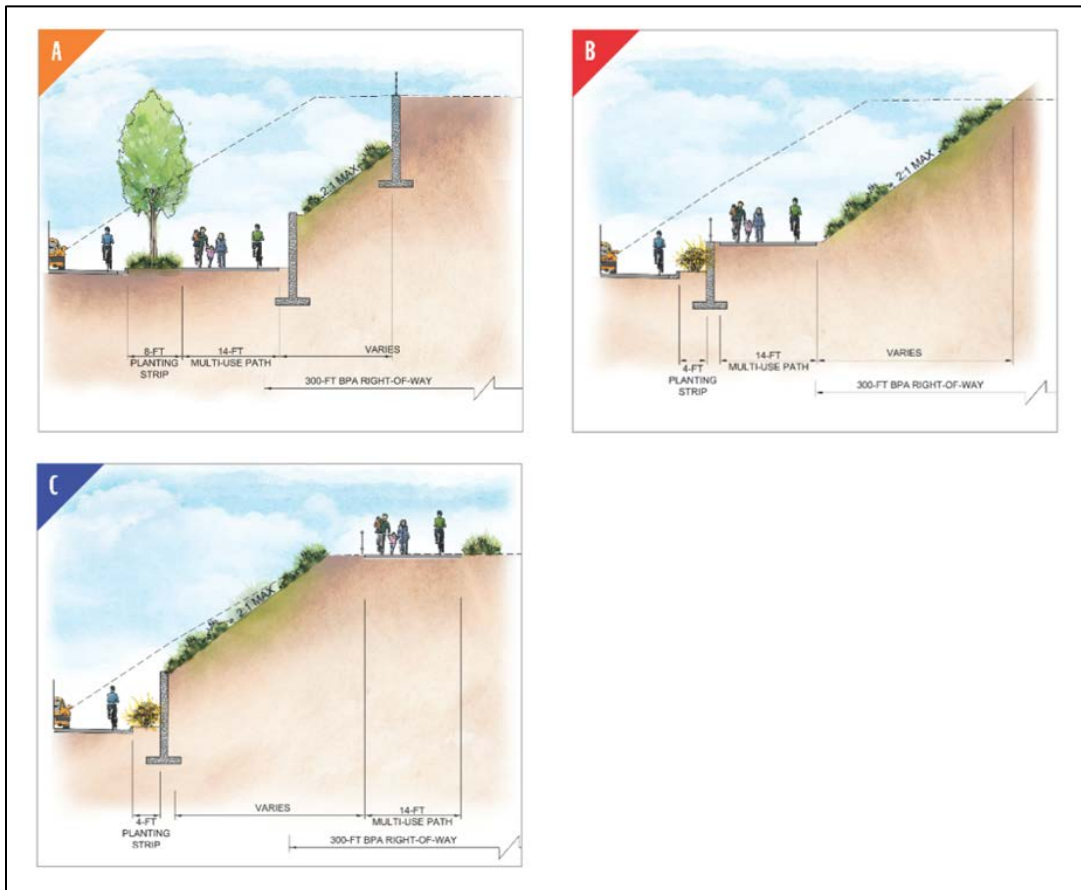 A
2:1 MAX
8-FT
PLANTING
STRIP
14-FT
MULTI-USE PATH
VARIES
300-FT BPA RIGHT-OF-WAY
B
2:1 MAX
4-FT
PLANTING
STRIP
14-FT
MULTI-USE PATH
VARIES
300-FT BPA RIGHT-OF-WAY
C
2:1 MAX
4-FT
PLANTING
STRIP
VARIES
14-FT
MULTI-USE PATH
300-FT BPA RIGHT-OF-WAY